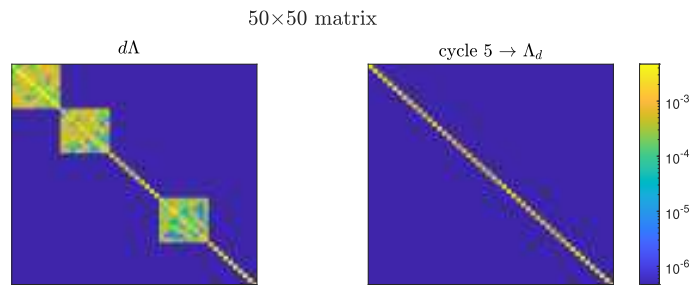 50×50 matrix
dΛ
cycle 5 → Λ_d
10⁻³
10⁻⁴
10⁻⁵
10⁻⁶